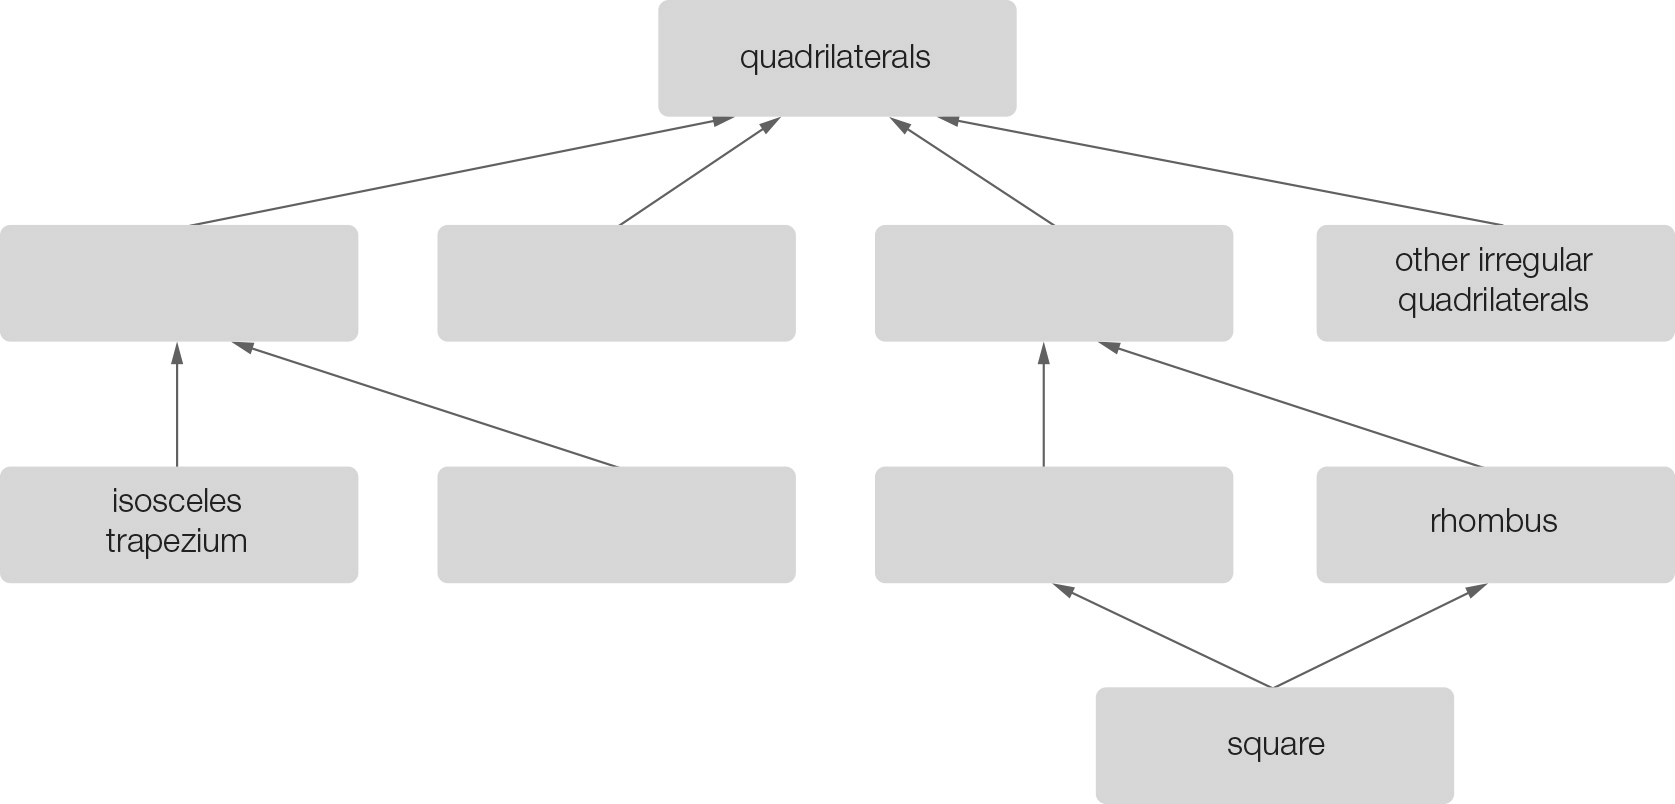 quadrilaterals
other irregular
quadrilaterals
isosceles
trapezium
rhombus
square